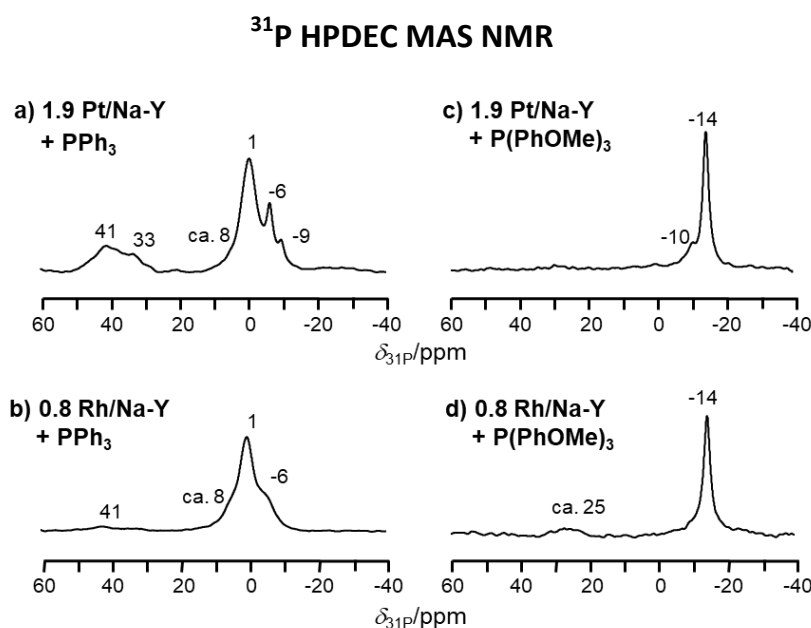 ³¹P HPDEC MAS NMR
a) 1.9 Pt/Na-Y
+ PPh₃
1
-6
-9
ca. 8
41
33
60 40 20 0 -20 -40
δ₃₁P/ppm
c) 1.9 Pt/Na-Y
+ P(PhOMe)₃
-14
-10
60 40 20 0 -20 -40
b) 0.8 Rh/Na-Y
+ PPh₃
1
-6
ca. 8
41
60 40 20 0 -20 -40
δ₃₁P/ppm
d) 0.8 Rh/Na-Y
+ P(PhOMe)₃
-14
ca. 25
60 40 20 0 -20 -40